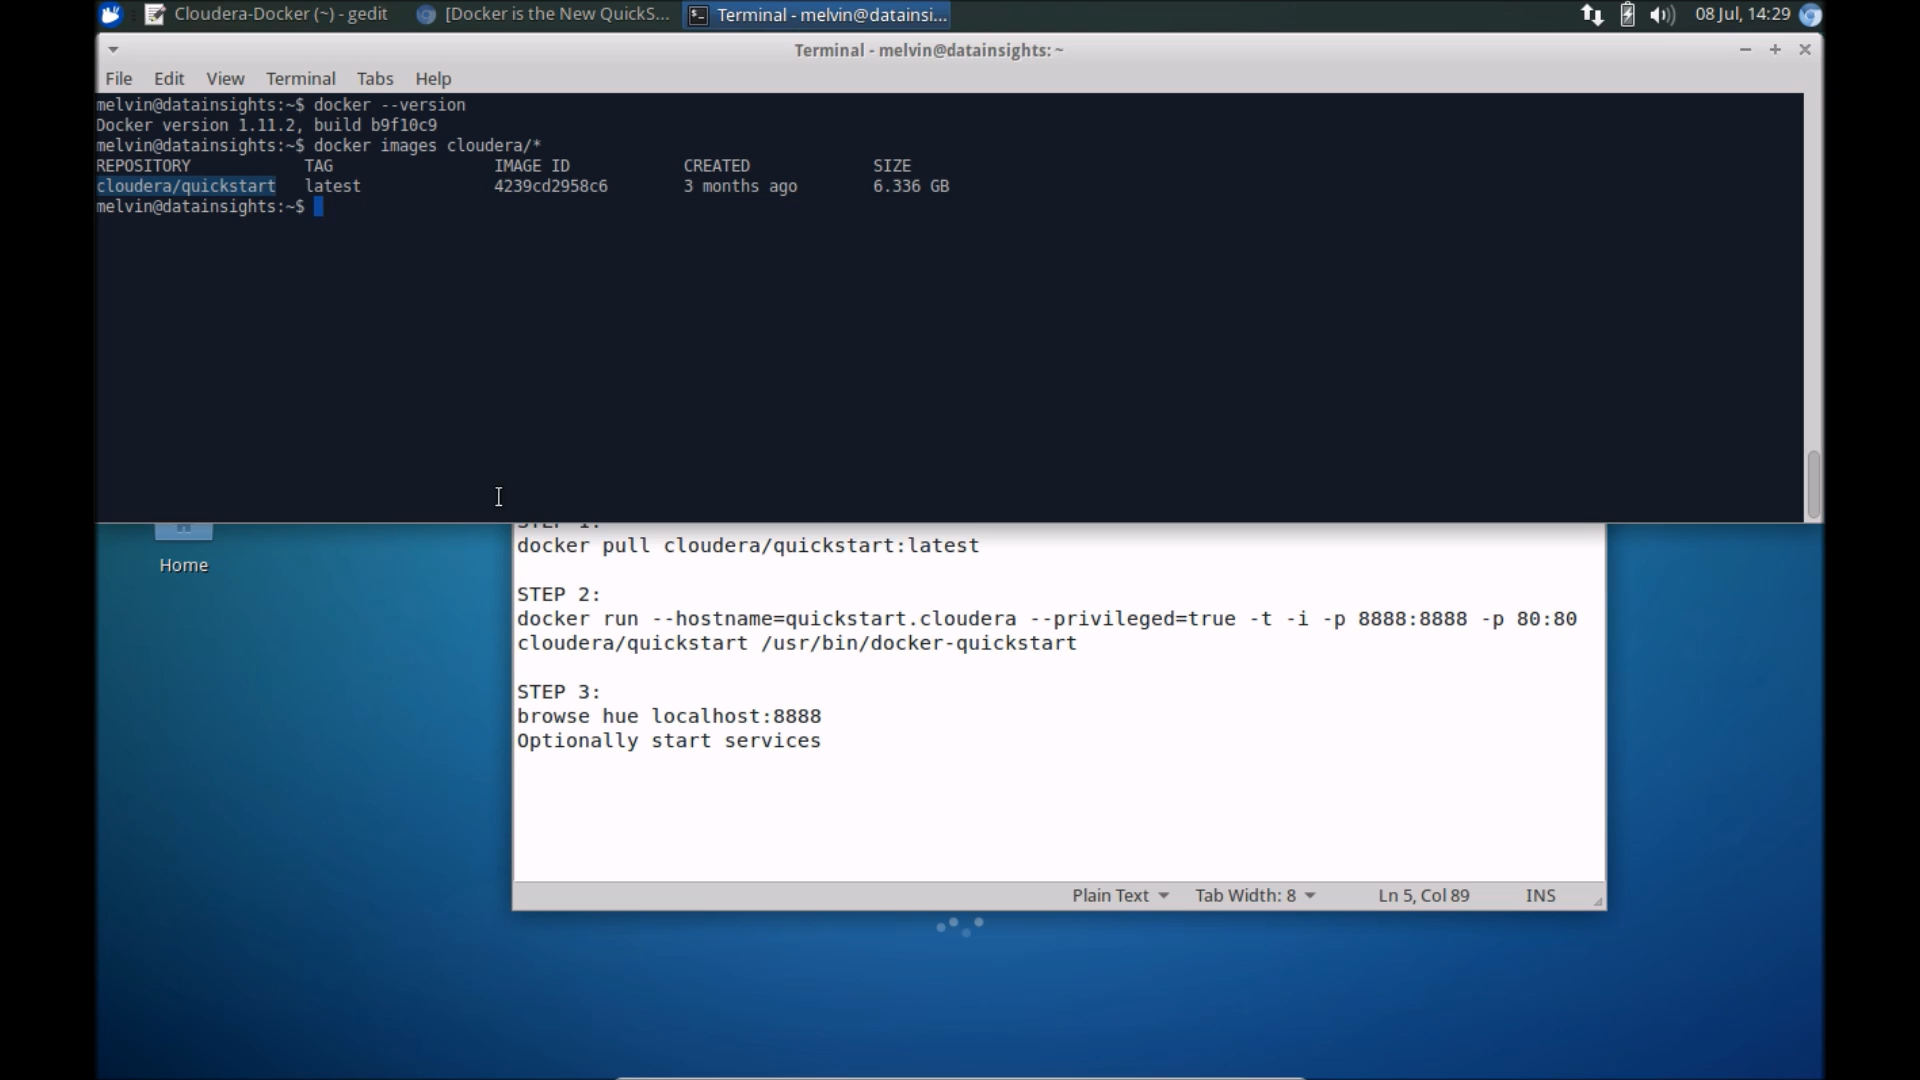 Cloudera-Docker (~) - gedit
[Docker is the New QuickS...
Terminal - melvin@datainsi...
08 Jul, 14:29
Terminal - melvin@datainsights: ~
File Edit View Terminal Tabs Help
melvin@datainsights:~$ docker --version
Docker version 1.11.2, build b9f10c9
melvin@datainsights:~$ docker images cloudera/*
REPOSITORY TAG IMAGE ID CREATED SIZE
cloudera/quickstart latest 4239cd2958c6 3 months ago 6.336 GB
melvin@datainsights:~$
Home
STEP 1:
docker pull cloudera/quickstart:latest
STEP 2:
docker run --hostname=quickstart.cloudera --privileged=true -t -i -p 8888:8888 -p 80:80
cloudera/quickstart /usr/bin/docker-quickstart
STEP 3:
browse hue localhost:8888
Optionally start services
Plain Text Tab Width: 8 Ln 5, Col 89 INS